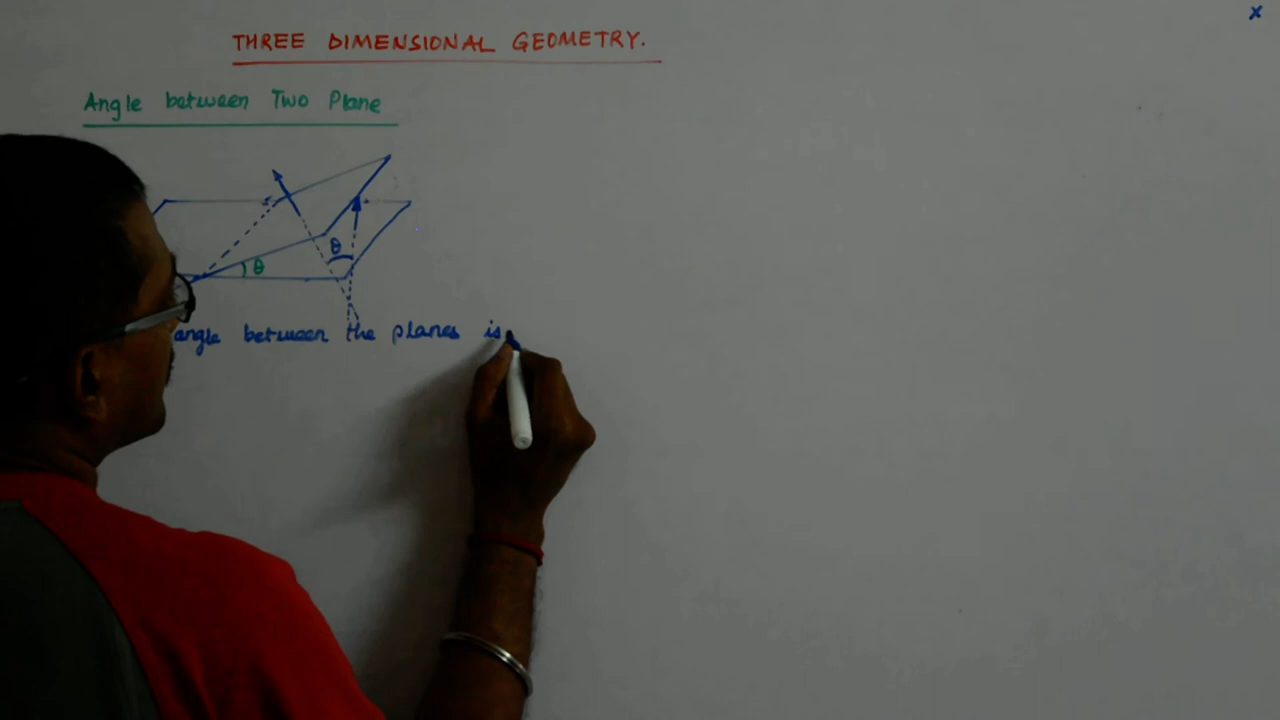 x
THREE DIMENSIONAL GEOMETRY.
Angle between Two Plane
θ
θ
angle between the planes is